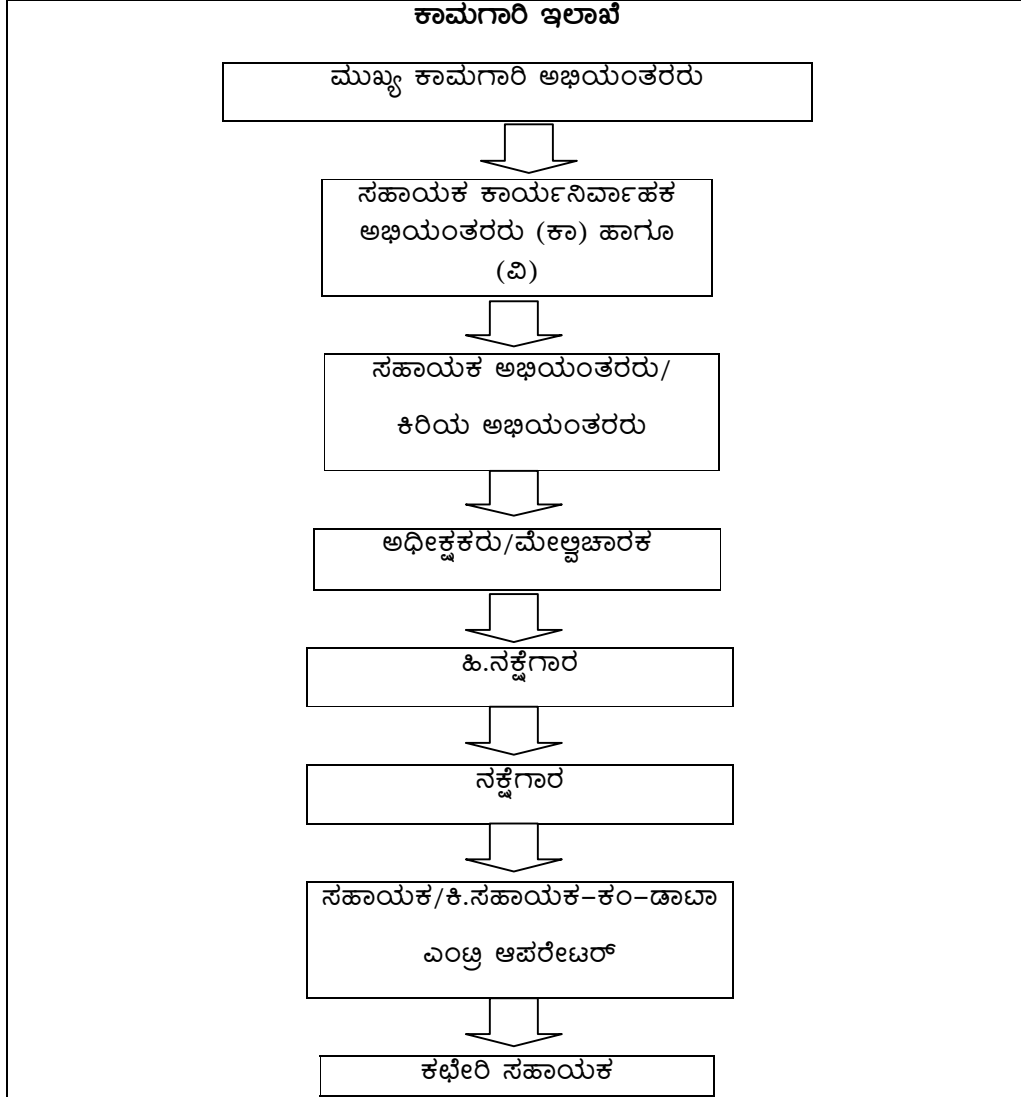 ಕಾಮಗಾರಿ ಇಲಾಖೆ
ಮುಖ್ಯ ಕಾಮಗಾರಿ ಅಭಿಯಂತರರು
ಸಹಾಯಕ ಕಾರ್ಯನಿರ್ವಾಹಕ
ಅಭಿಯಂತರರು (ಕಾ) ಹಾಗೂ
(ವಿ)
ಸಹಾಯಕ ಅಭಿಯಂತರರು/
ಕಿರಿಯ ಅಭಿಯಂತರರು
ಅಧೀಕ್ಷಕರು/ಮೇಲ್ವಿಚಾರಕ
ಹಿ.ನಕ್ಷೆಗಾರ
ನಕ್ಷೆಗಾರ
ಸಹಾಯಕ/ಕಿ.ಸಹಾಯಕ-ಕಂ-ಡಾಟಾ
ಎಂಟ್ರಿ ಆಪರೇಟರ್
ಕಛೇರಿ ಸಹಾಯಕ